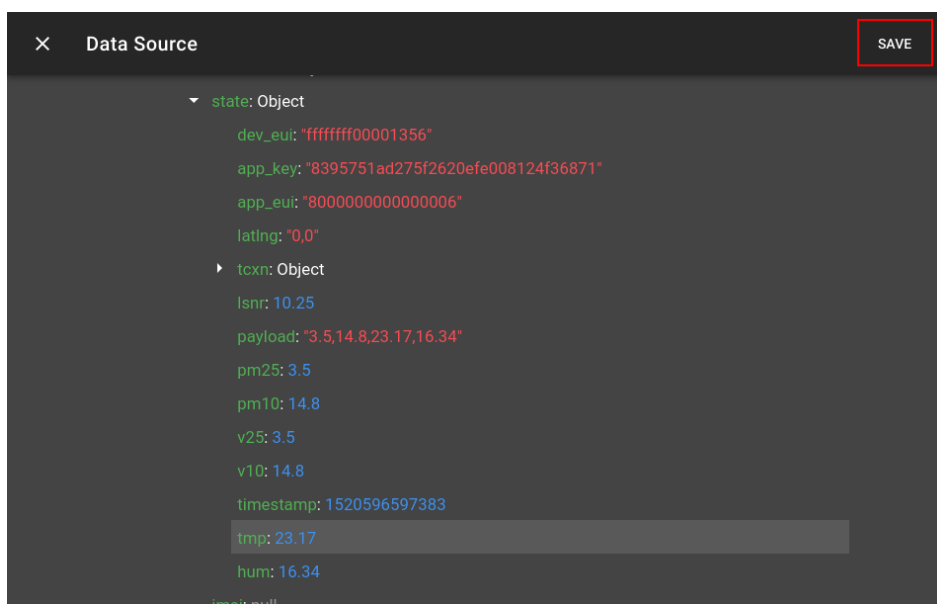 Data Source
SAVE
state: Object
dev_eui: "ffffffff00001356"
app_key: "8395751ad275f2620efe008124f36871"
app_eui: "8000000000000006"
latlng: "0,0"
tcxn: Object
lsnr: 10.25
payload: "3.5,14.8,23.17,16.34"
pm25: 3.5
pm10: 14.8
v25: 3.5
v10: 14.8
timestamp: 1520596597383
tmp: 23.17
hum: 16.34
imei: null